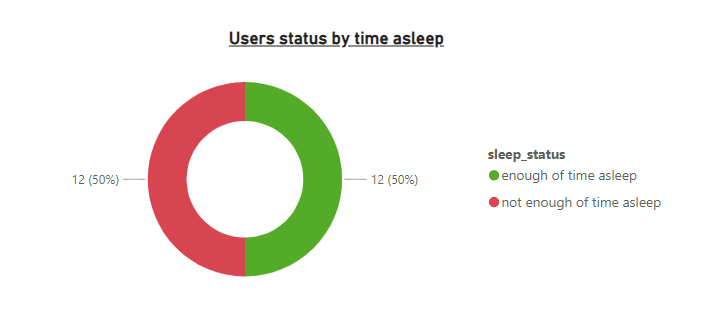 Users status by time asleep
12 (50%)
12 (50%)
sleep_status
enough of time asleep
not enough of time asleep